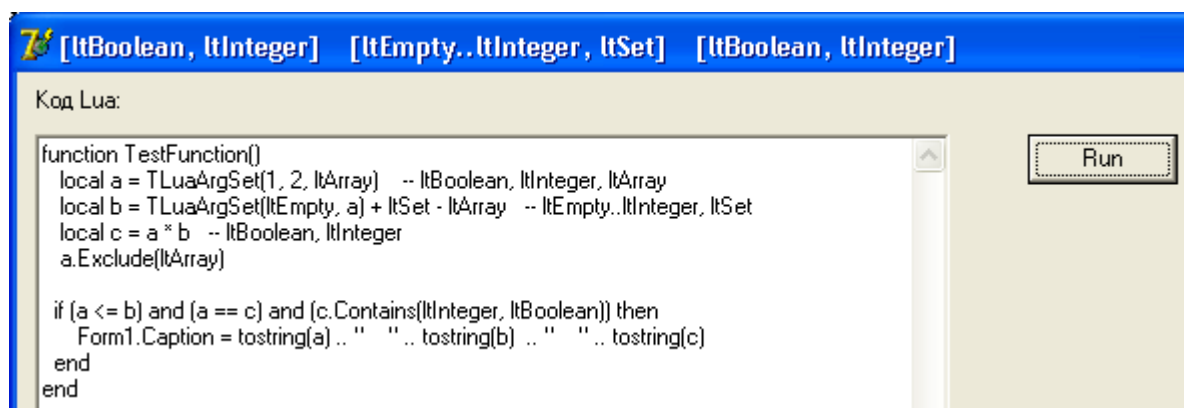 [ltBoolean, ltInteger]    [ltEmpty..ltInteger, ltSet]    [ltBoolean, ltInteger]
Код Lua:
function TestFunction()
  local a = TLuaArgSet(1, 2, ltArray)   -- ltBoolean, ltInteger, ltArray
  local b = TLuaArgSet(ltEmpty, a) + ltSet - ltArray   -- ltEmpty..ltInteger, ltSet
  local c = a * b   -- ltBoolean, ltInteger
  a.Exclude(ltArray)
  if (a <= b) and (a == c) and (c.Contains(ltInteger, ltBoolean)) then
     Form1.Caption = tostring(a) .. "    " .. tostring(b)  .. "    " .. tostring(c)
  end
end
Run